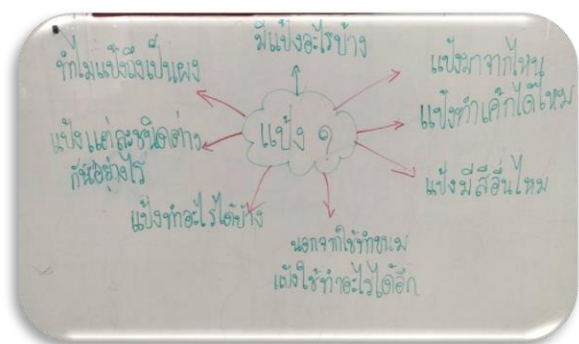 มีแป้งอะไรบ้าง
ทำไมแป้งถึงเป็นผง
แป้งมาจากไหน
แป้งทำเค้กได้ไหม
แป้ง ๆ
แป้งแต่ละชนิดต่าง
กันอย่างไร
แป้งมีสีอื่นไหม
แป้งทำอะไรได้บ้าง
นอกจากใช้ทำขนม
แป้งใช้ทำอะไรได้อีก